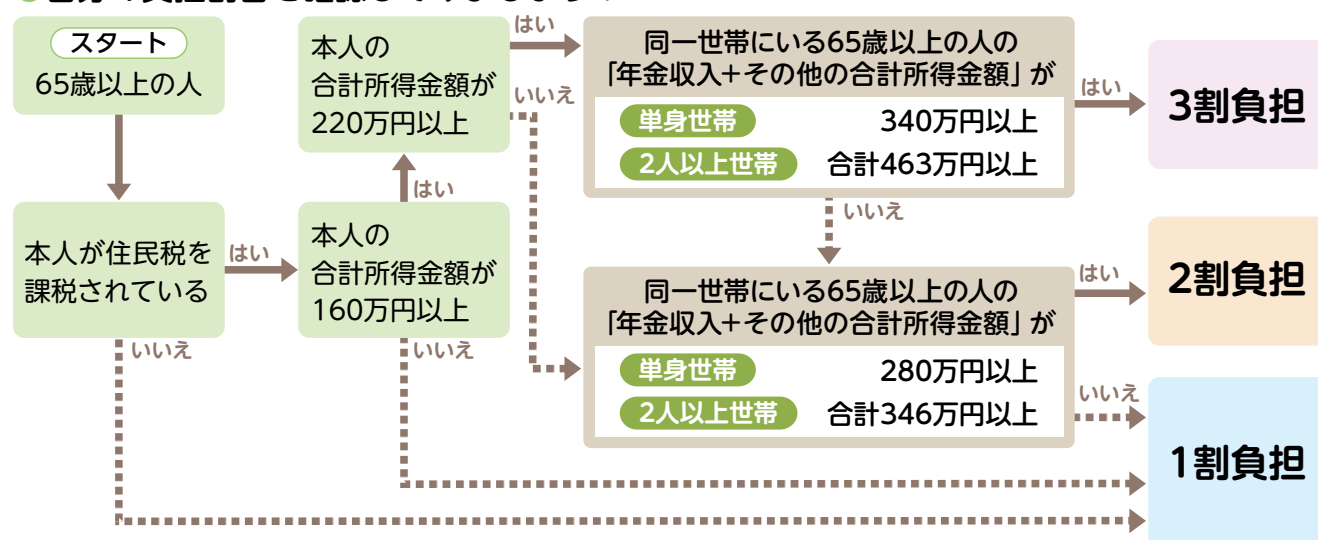 スタート
65歳以上の人
本人が住民税を
課税されている
はい
いいえ
本人の
合計所得金額が
160万円以上
はい
いいえ
本人の
合計所得金額が
220万円以上
はい
いいえ
同一世帯にいる65歳以上の人の
「年金収入+その他の合計所得金額」が
単身世帯 340万円以上
2人以上世帯 合計463万円以上
はい
いいえ
同一世帯にいる65歳以上の人の
「年金収入+その他の合計所得金額」が
単身世帯 280万円以上
2人以上世帯 合計346万円以上
はい
いいえ
3割負担
2割負担
1割負担